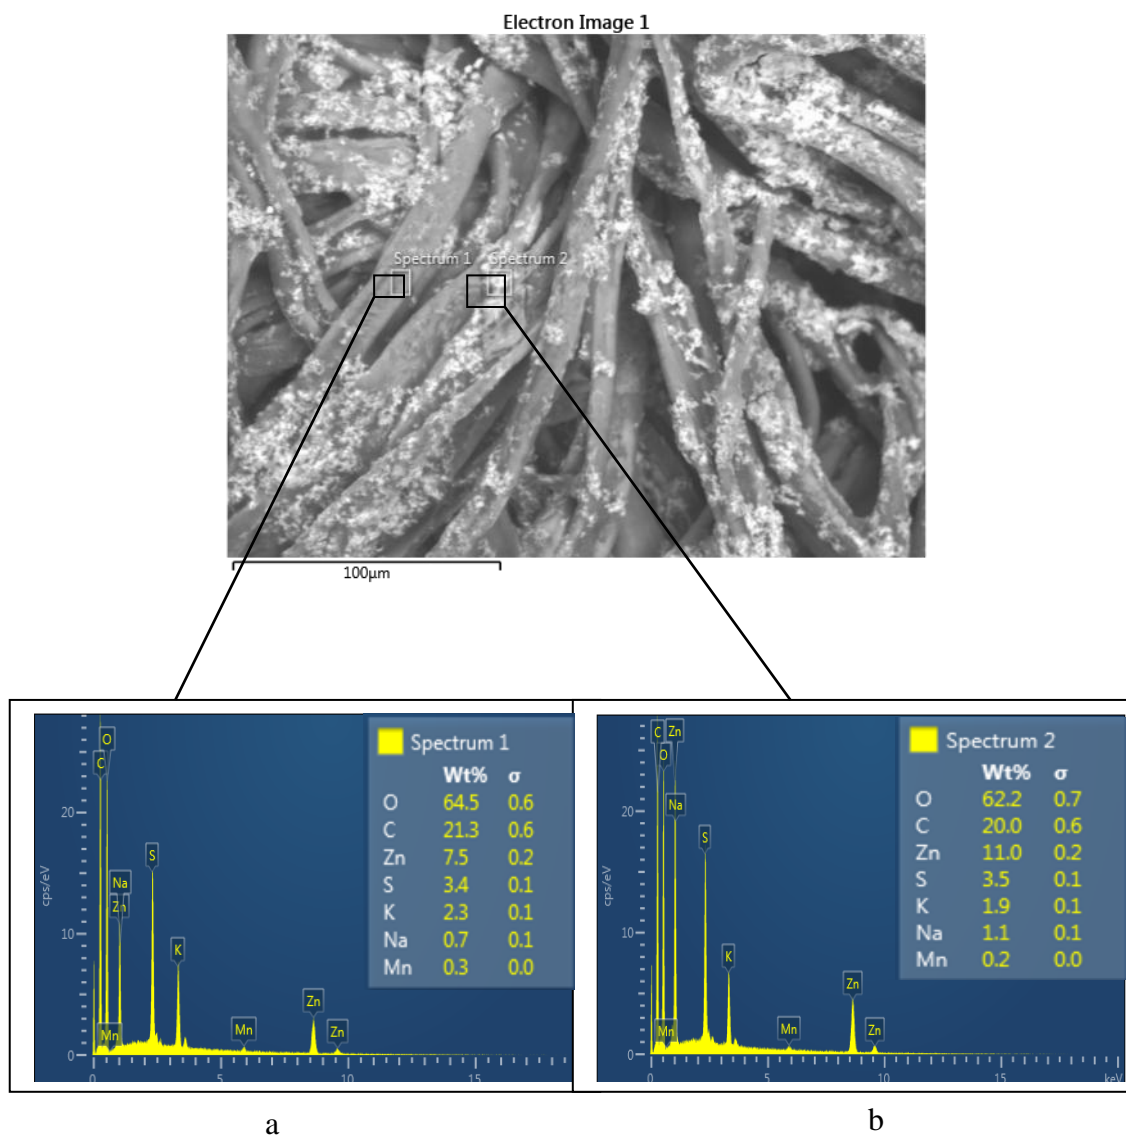 Electron Image 1
Spectrum 1
Spectrum 2
100µm
Spectrum 1
Wt% σ
O 64.5 0.6
C 21.3 0.6
Zn 7.5 0.2
S 3.4 0.1
K 2.3 0.1
Na 0.7 0.1
Mn 0.3 0.0
cps/eV
20
10
0
O
C
Na
Zn
Mn
S
K
Mn
Zn
Zn
0 5 10 15
Spectrum 2
Wt% σ
O 62.2 0.7
C 20.0 0.6
Zn 11.0 0.2
S 3.5 0.1
K 1.9 0.1
Na 1.1 0.1
Mn 0.2 0.0
cps/eV
20
10
0
C
Zn
O
Na
Mn
S
K
Mn
Zn
Zn
0 5 10 15 keV
a
b